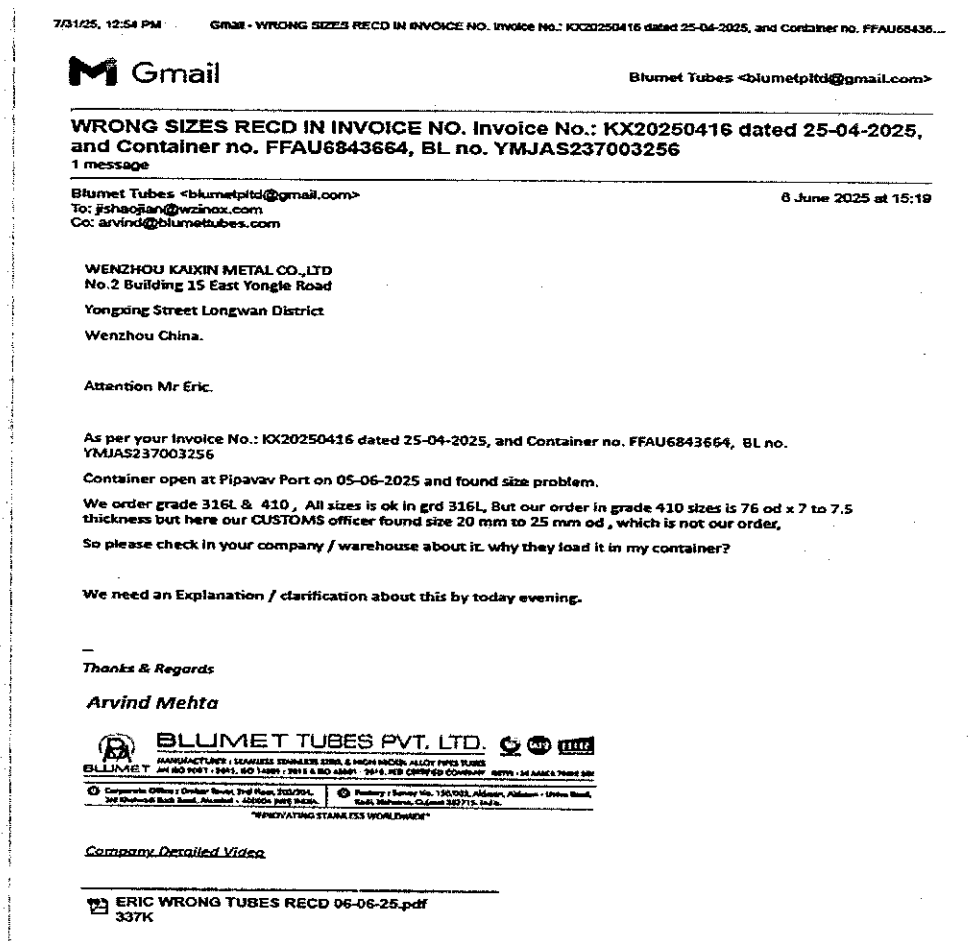 7/31/25, 12:54 PM Gmail - WRONG SIZES RECD IN INVOICE NO. Invoice No.: KX20250416 dated 25-04-2025, and Container no. FFAU68436...
Gmail
Blumet Tubes <blumetpltd@gmail.com>
WRONG SIZES RECD IN INVOICE NO. Invoice No.: KX20250416 dated 25-04-2025,
and Container no. FFAU6843664, BL no. YMJAS237003256
1 message
Blumet Tubes <blumetpltd@gmail.com> 6 June 2025 at 15:19
To: jishaojian@wzinox.com
Cc: arvind@blumettubes.com
WENZHOU KAIXIN METAL CO.,LTD
No.2 Building 15 East Yongle Road
Yongxing Street Longwan District
Wenzhou China.
Attention Mr Eric.
As per your Invoice No.: KX20250416 dated 25-04-2025, and Container no. FFAU6843664, BL no.
YMJAS237003256
Container open at Pipavav Port on 05-06-2025 and found size problem.
We order grade 316L & 410 , All sizes is ok in grd 316L, But our order in grade 410 sizes is 76 od x 7 to 7.5
thickness but here our CUSTOMS officer found size 20 mm to 25 mm od , which is not our order,
So please check in your company / warehouse about it. why they load it in my container?
We need an Explanation / clarification about this by today evening.
--
Thanks & Regards
Arvind Mehta
BLUMET TUBES PVT. LTD.
BLUMET
MANUFACTURER : SEAMLESS STAINLESS STEEL & HIGH NICKEL ALLOY PIPES TUBES
"INNOVATING STAINLESS WORLDWIDE"
Company Detailed Video
ERIC WRONG TUBES RECD 06-06-25.pdf
337K